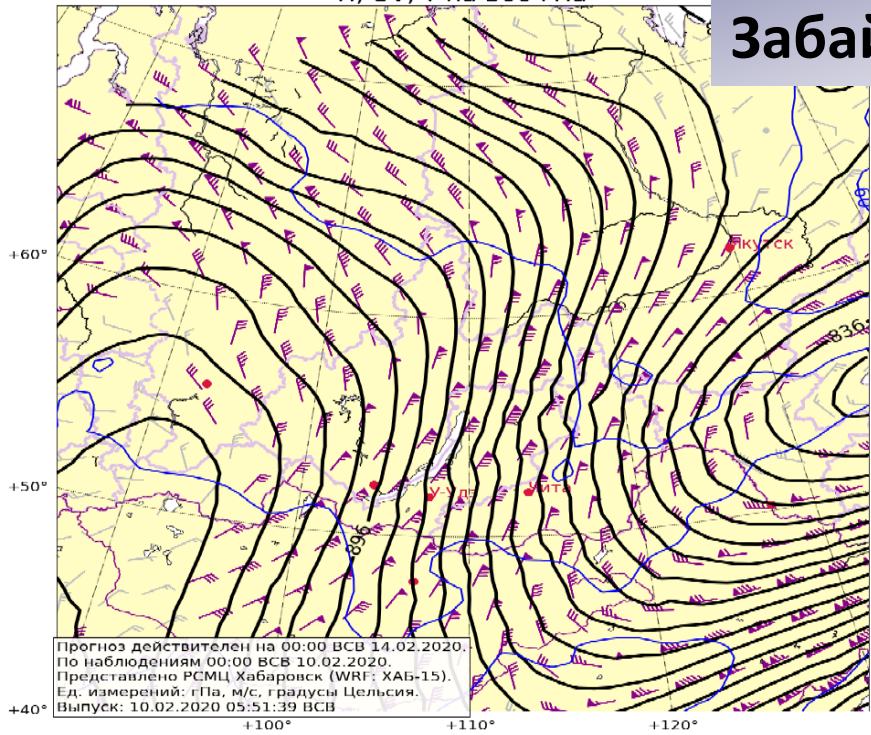 Забай
Якутск
+60°
836
+50°
У-Удэ
Чита
896
Прогноз действителен на 00:00 ВСВ 14.02.2020.
По наблюдениям 00:00 ВСВ 10.02.2020.
Представлено РСМЦ Хабаровск (WRF: ХАБ-15).
Ед. измерений: гПа, м/с, градусы Цельсия.
Выпуск: 10.02.2020 05:51:39 ВСВ
+40°
+100°
+110°
+120°